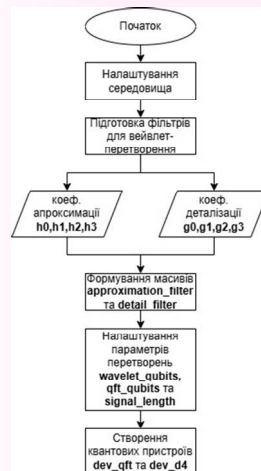 Початок
Налаштування
середовища
Підготовка фільтрів
для вейвлет-
перетворення
коеф.
апроксимації
h0,h1,h2,h3
коеф.
деталізації
g0,g1,g2,g3
Формування масивів
approximation_filter
та detail_filter
Налаштування
параметрів
перетворень
wavelet_qubits,
qft_qubits та
signal_length
Створення
квантових пристроїв
dev_qft та dev_d4